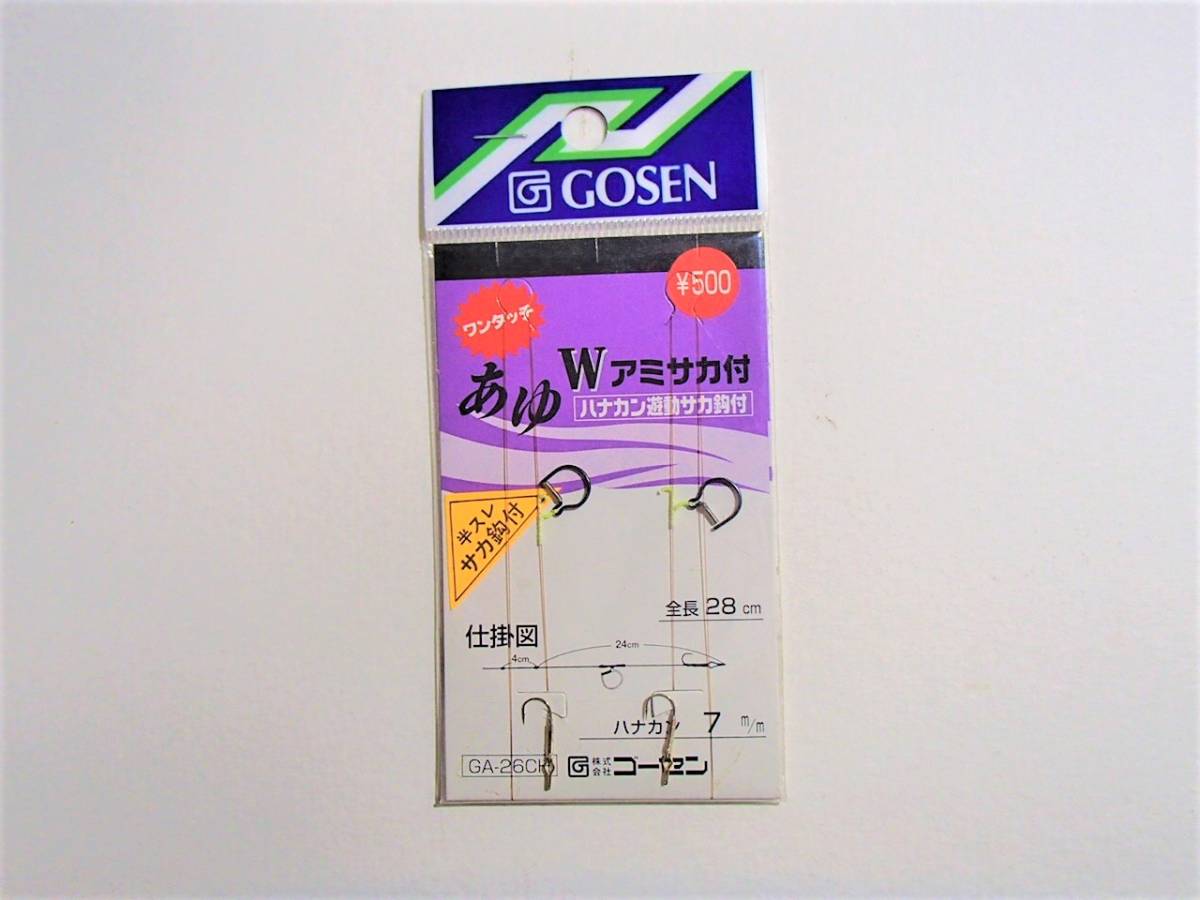 GOSEN
¥500
ワンタッチ
あゆ
Wアミサカ付
ハナカン遊動サカ鈎付
半スレ
サカ鈎付
全長 28 cm
仕掛図
24cm
4cm
ハナカン 7 m/m
GA-26CH
株式会社 ゴーセン